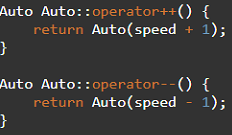 Auto Auto::operator++() {
    return Auto(speed + 1);
}

Auto Auto::operator--() {
    return Auto(speed - 1);
}